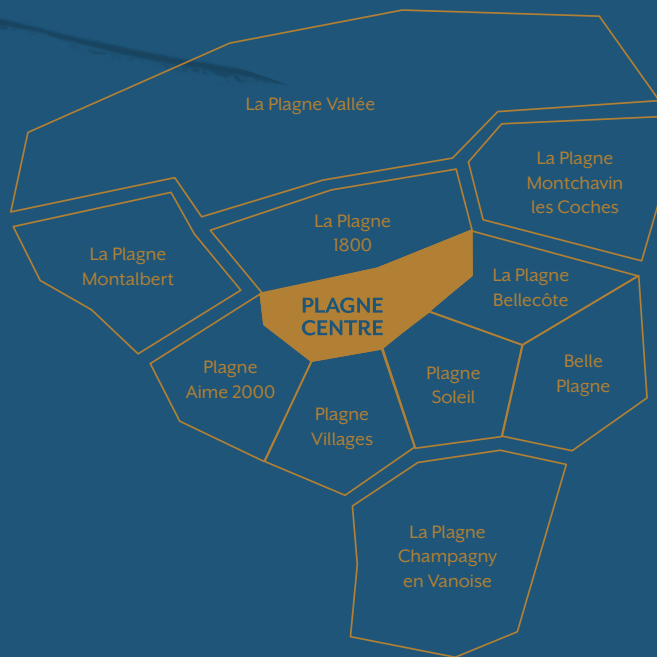 La Plagne Vallée
La Plagne
Montchavin
les Coches
La Plagne
1800
La Plagne
Montalbert
La Plagne
Bellecôte
PLAGNE
CENTRE
Plagne
Aime 2000
Plagne
Soleil
Belle
Plagne
Plagne
Villages
La Plagne
Champagny
en Vanoise